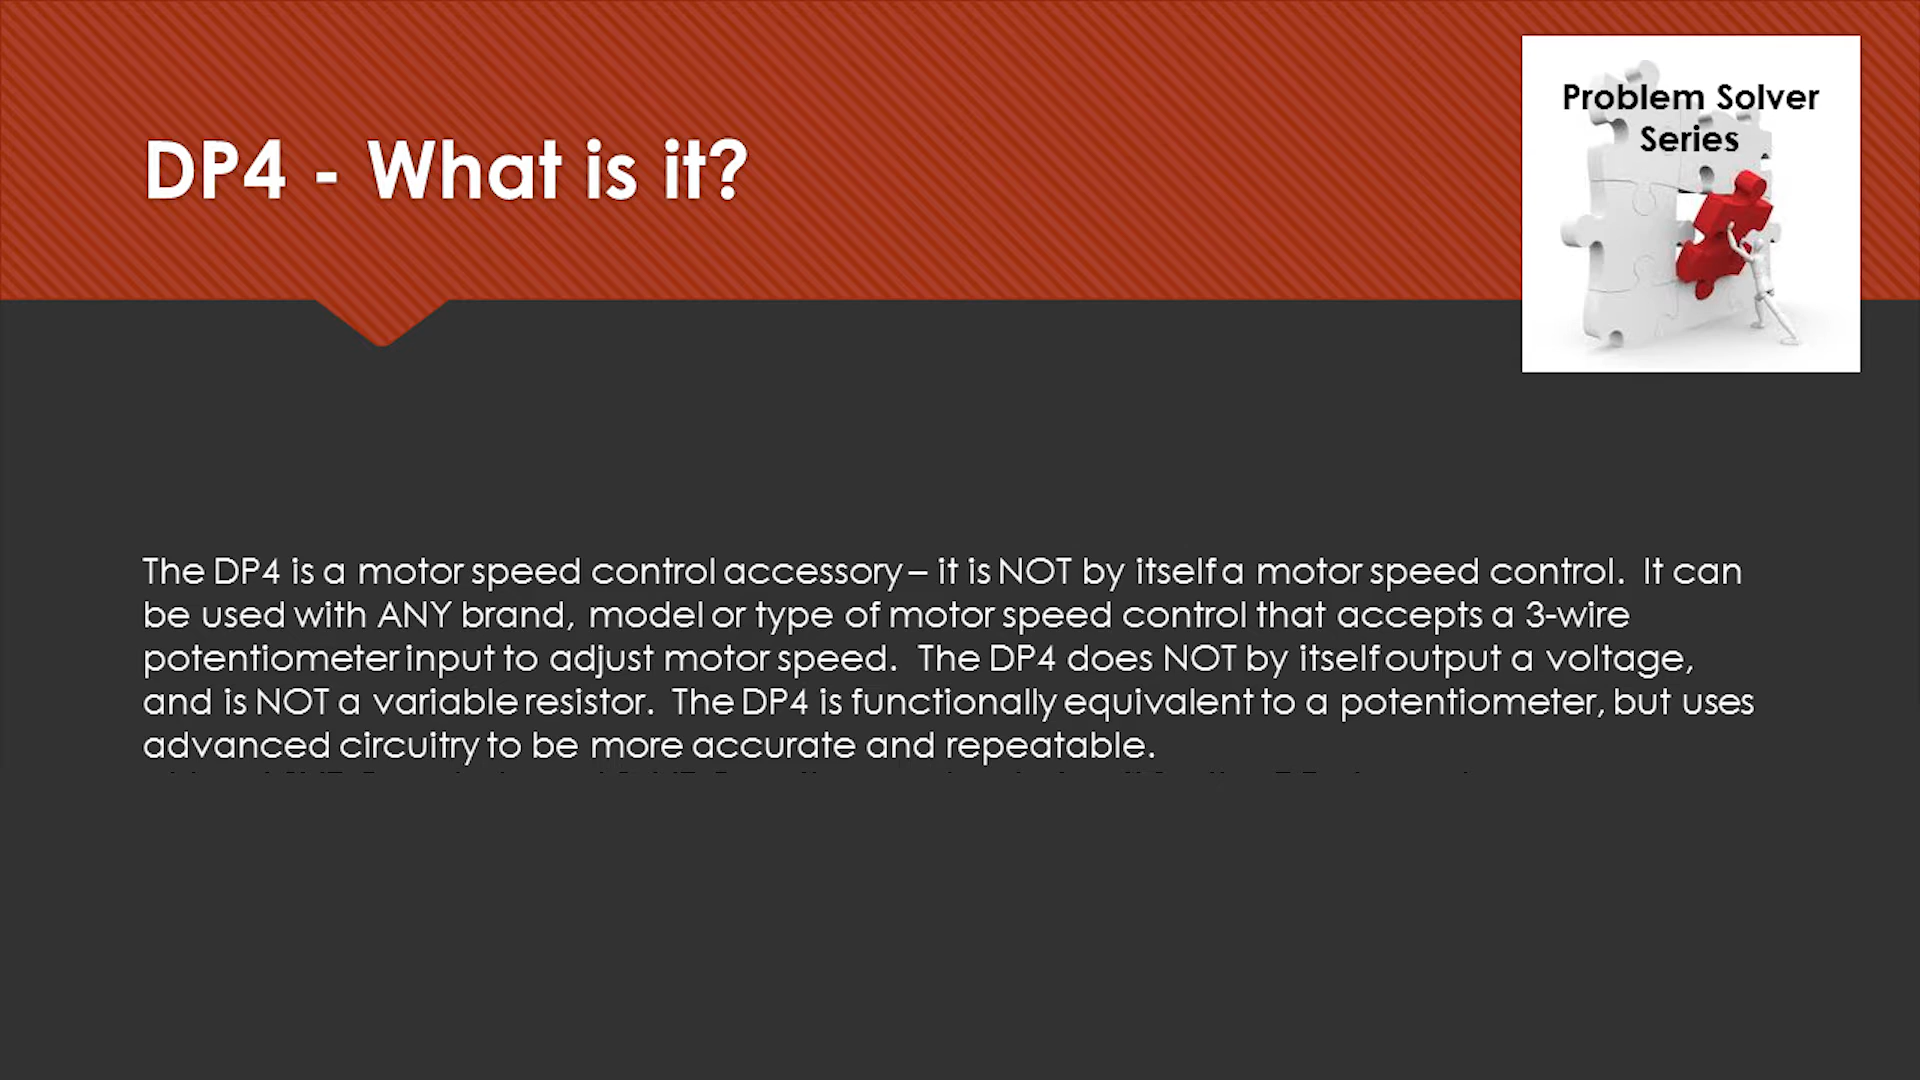 DP4 - What is it?
Problem Solver
Series
The DP4 is a motor speed control accessory – it is NOT by itself a motor speed control.  It can
be used with ANY brand, model or type of motor speed control that accepts a 3-wire
potentiometer input to adjust motor speed.  The DP4 does NOT by itself output a voltage,
and is NOT a variable resistor.  The DP4 is functionally equivalent to a potentiometer, but uses
advanced circuitry to be more accurate and repeatable.